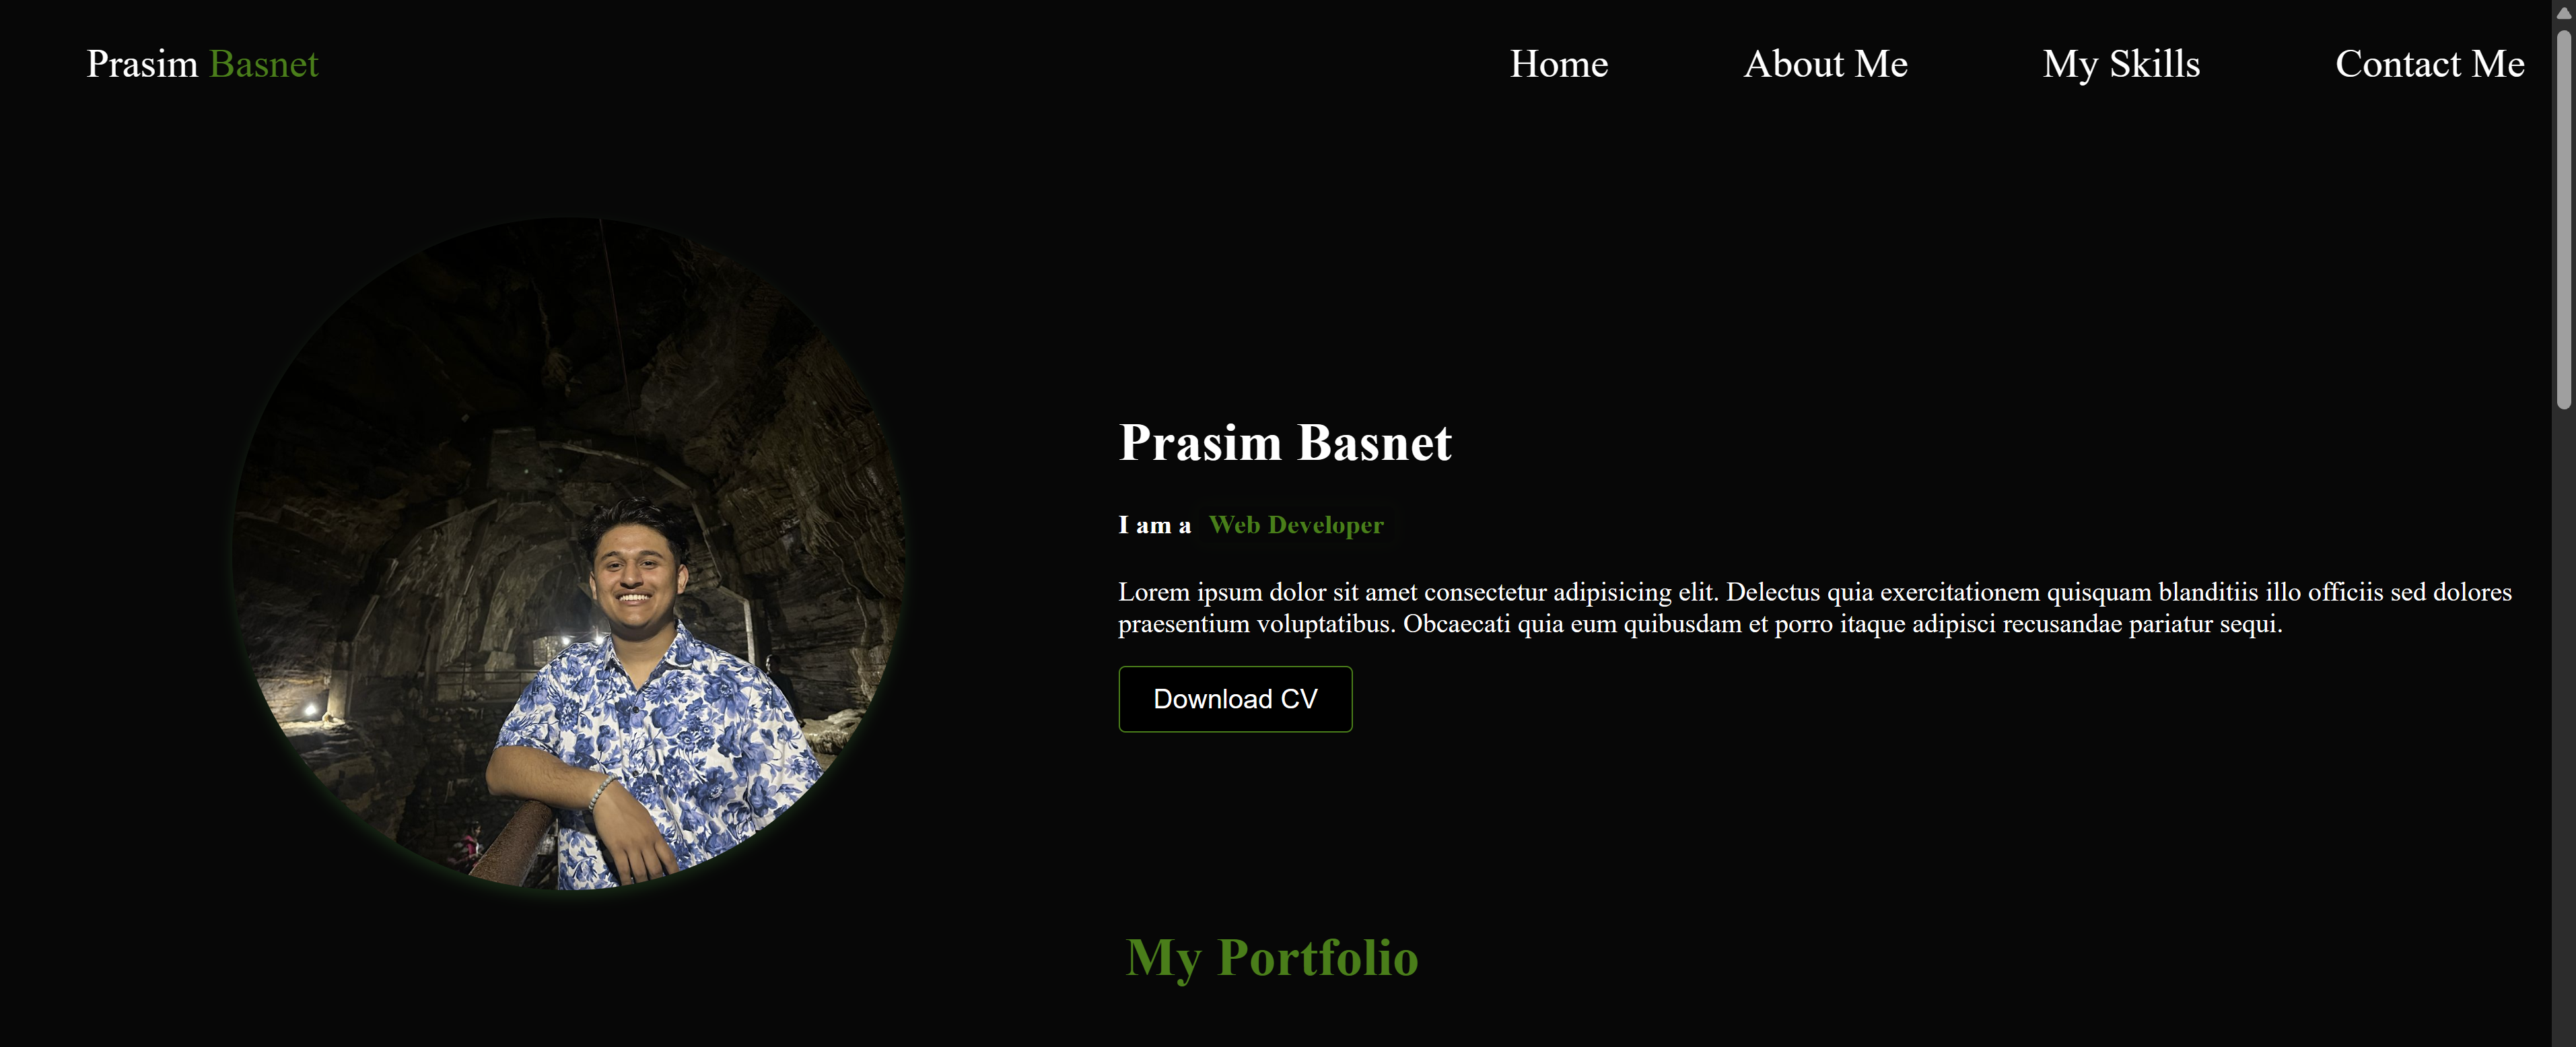 Prasim Basnet
Home
About Me
My Skills
Contact Me
Prasim Basnet
I am a Web Developer
Lorem ipsum dolor sit amet consectetur adipisicing elit. Delectus quia exercitationem quisquam blanditiis illo officiis sed dolores
praesentium voluptatibus. Obcaecati quia eum quibusdam et porro itaque adipisci recusandae pariatur sequi.
Download CV
My Portfolio